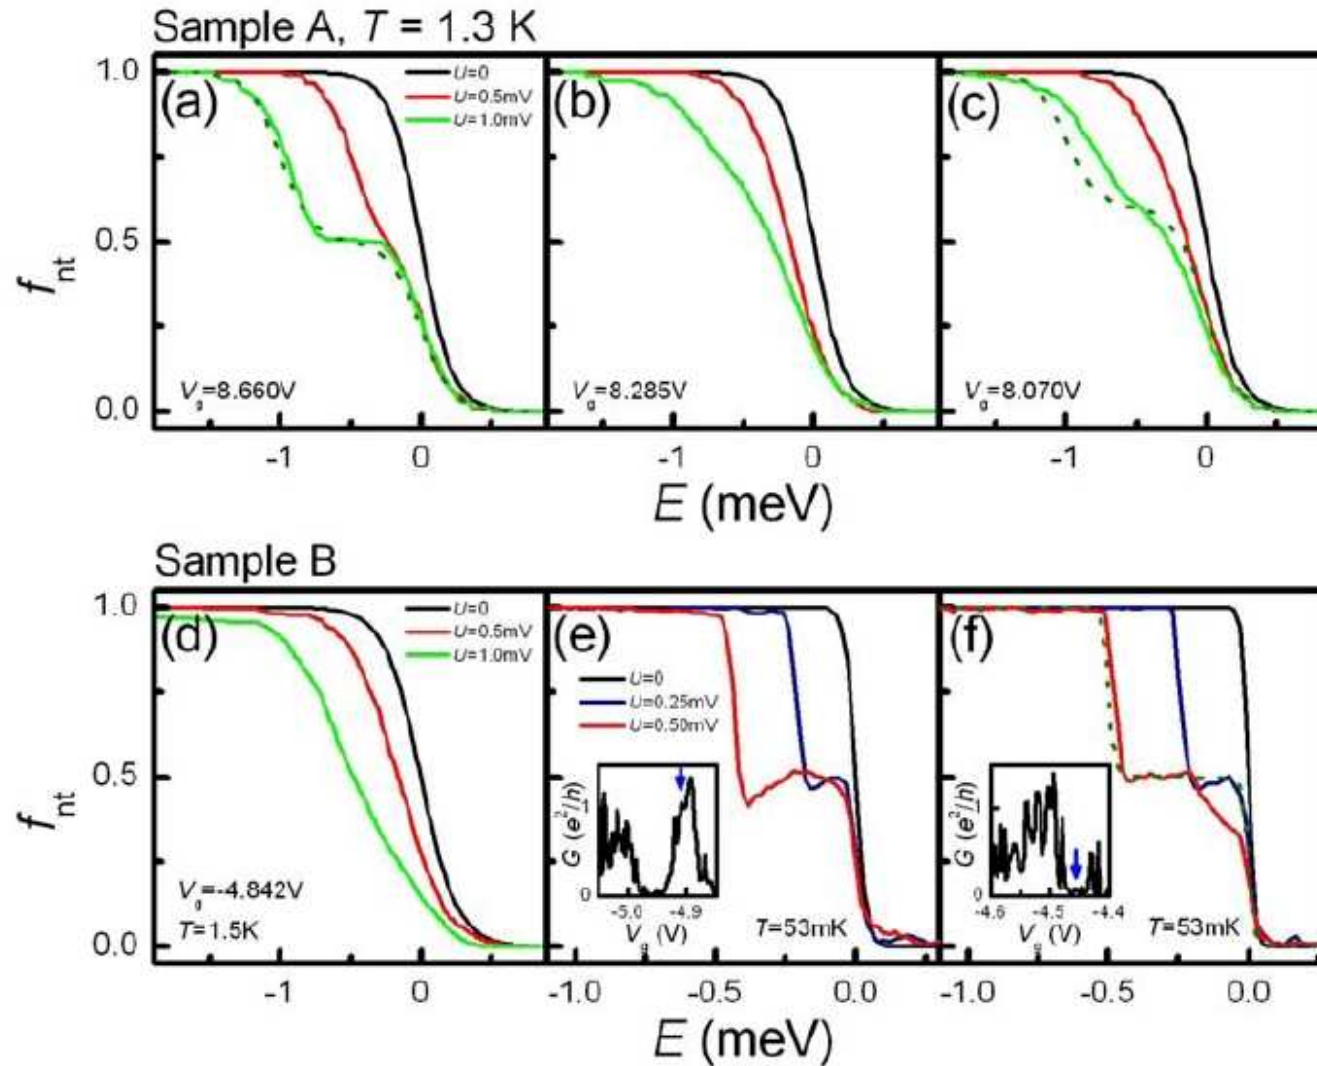 Sample A, T = 1.3 K
(a)
U=0
U=0.5mV
U=1.0mV
(b)
(c)
1.0
0.5
0.0
f_nt
V_g=8.660V
V_g=8.285V
V_g=8.070V
-1 0
-1 0
-1 0
E (meV)
Sample B
(d)
U=0
U=0.5mV
U=1.0mV
(e)
U=0
U=0.25mV
U=0.50mV
(f)
1.0
0.5
0.0
f_nt
V_g=-4.842V
T=1.5K
G (e²/h)
1
0
-5.0 -4.9
V_g (V)
T=53mK
G (e²/h)
0
-4.6 -4.5 -4.4
V_g (V)
T=53mK
-1 0
-1.0 -0.5 0.0
-1.0 -0.5 0.0
E (meV)